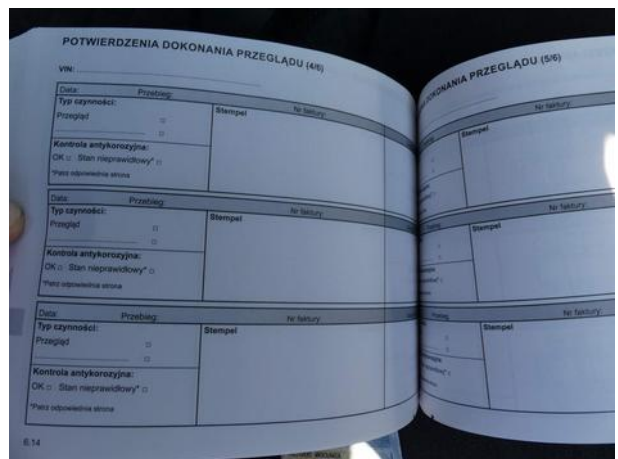 POTWIERDZENIA DOKONANIA PRZEGLĄDU (4/6)
VIN:
Data: Przebieg: Nr faktury:
Typ czynności: Stempel
Przegląd
Kontrola antykorozyjna:
OK □ Stan nieprawidłowy* □
*Patrz odpowiednia strona
Data: Przebieg: Nr faktury:
Typ czynności: Stempel
Przegląd
Kontrola antykorozyjna:
OK □ Stan nieprawidłowy* □
*Patrz odpowiednia strona
Data: Przebieg: Nr faktury:
Typ czynności: Stempel
Przegląd
Kontrola antykorozyjna:
OK □ Stan nieprawidłowy* □
*Patrz odpowiednia strona
6.14
DOKONANIA PRZEGLĄDU (5/6)
Nr faktury:
Stempel
Nr faktury:
Stempel
Nr faktury:
Stempel